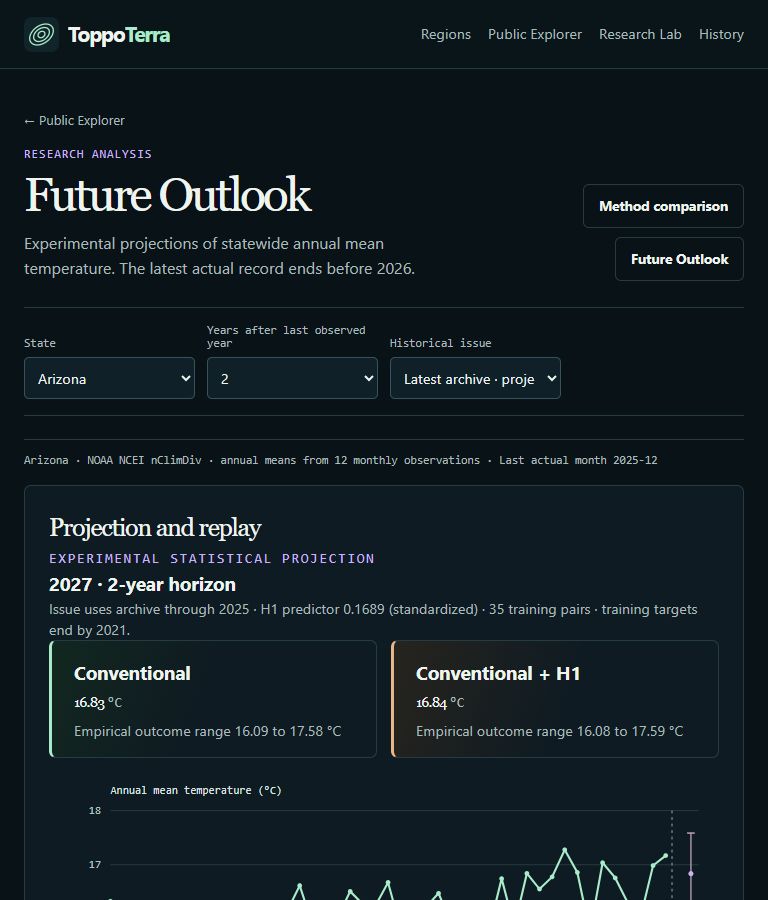 ToppoTerra
Regions Public Explorer Research Lab History
← Public Explorer
RESEARCH ANALYSIS
Future Outlook
Experimental projections of statewide annual mean
temperature. The latest actual record ends before 2026.
Method comparison
Future Outlook
State
Arizona
Years after last observed
year
2
Historical issue
Latest archive · proje
Arizona · NOAA NCEI nClimDiv · annual means from 12 monthly observations · Last actual month 2025-12
Projection and replay
EXPERIMENTAL STATISTICAL PROJECTION
2027 · 2-year horizon
Issue uses archive through 2025 · H1 predictor 0.1689 (standardized) · 35 training pairs · training targets
end by 2021.
Conventional
16.83 °C
Empirical outcome range 16.09 to 17.58 °C
Conventional + H1
16.84 °C
Empirical outcome range 16.08 to 17.59 °C
Annual mean temperature (°C)
18
17